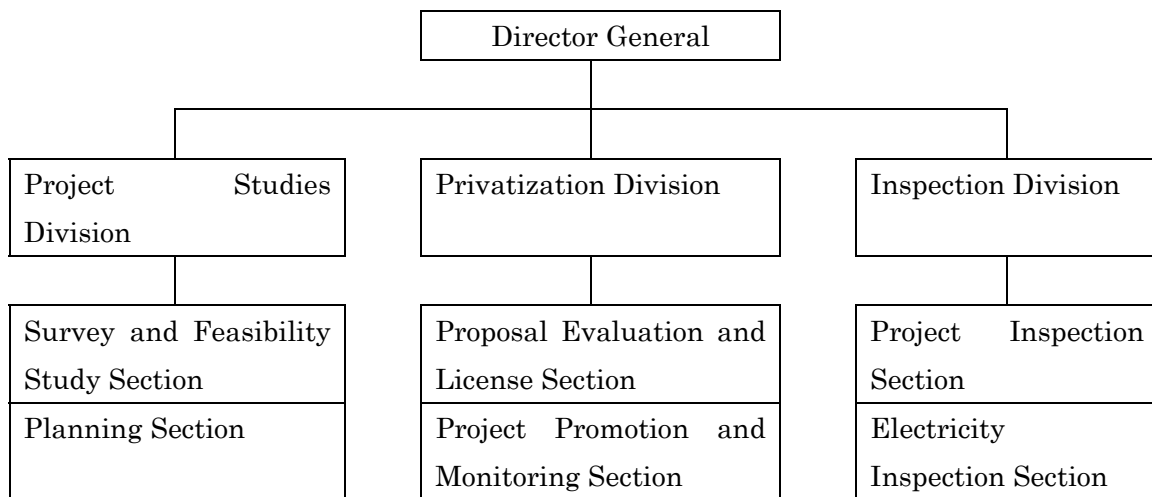 Director General
Project Studies
Division
Privatization Division
Inspection Division
Survey and Feasibility
Study Section
Planning Section
Proposal Evaluation and
License Section
Project Promotion and
Monitoring Section
Project Inspection
Section
Electricity
Inspection Section